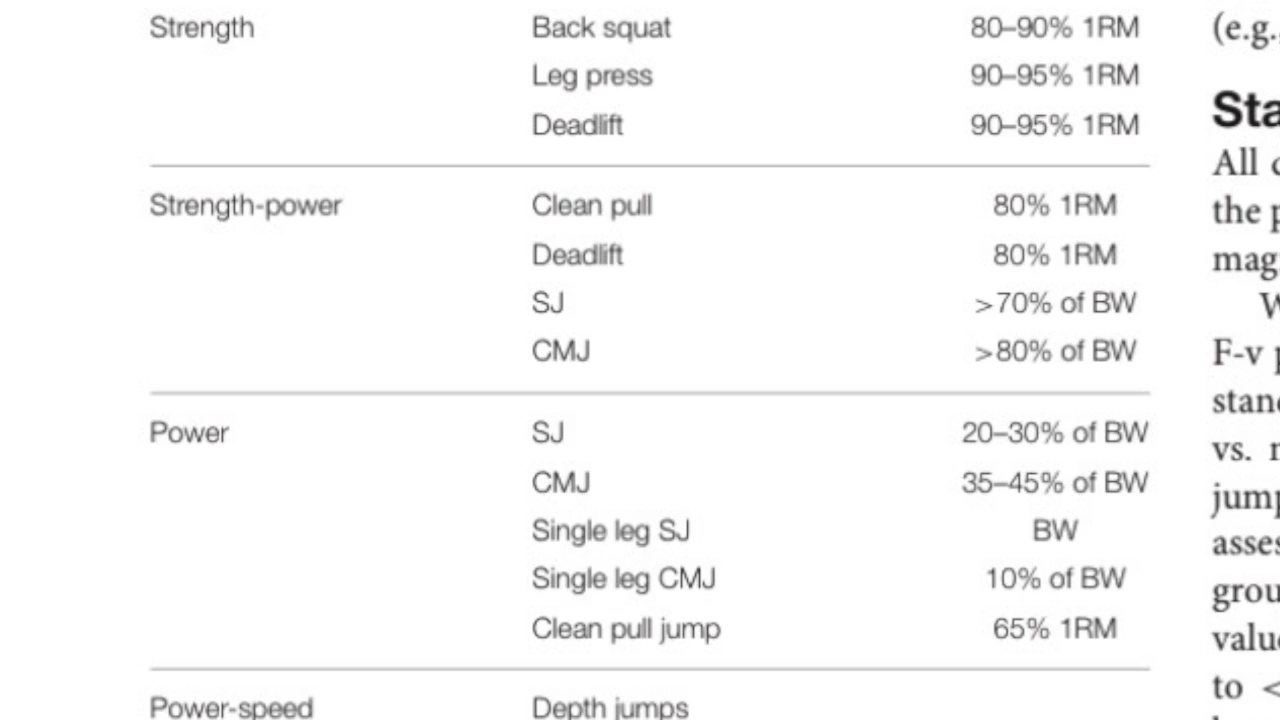 Strength Back squat 80–90% 1RM
Leg press 90–95% 1RM
Deadlift 90–95% 1RM
Strength-power Clean pull 80% 1RM
Deadlift 80% 1RM
SJ >70% of BW
CMJ >80% of BW
Power SJ 20–30% of BW
CMJ 35–45% of BW
Single leg SJ BW
Single leg CMJ 10% of BW
Clean pull jump 65% 1RM
Power-speed Depth jumps
(e.g.,
Sta
All
the
mag
F-v
stand
vs.
jump
asses
grou
value
to <